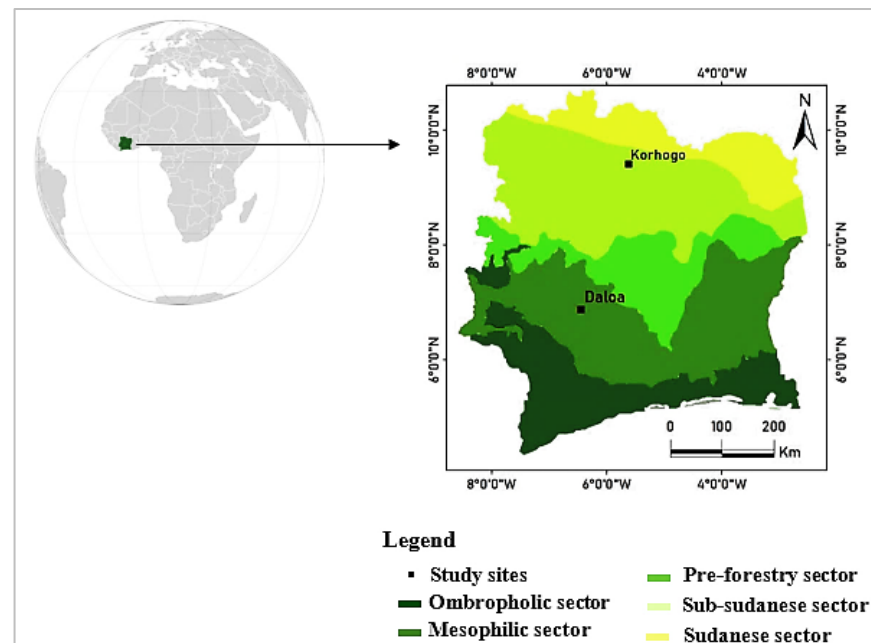 8°0'0"W 6°0'0"W 4°0'0"W
N
10°0'0"N 10°0'0"N
Korhogo
8°0'0"N 8°0'0"N
Daloa
6°0'0"N 6°0'0"N
0 100 200
Km
8°0'0"W 6°0'0"W 4°0'0"W
Legend
Study sites
Pre-forestry sector
Ombropholic sector
Sub-sudanese sector
Mesophilic sector
Sudanese sector